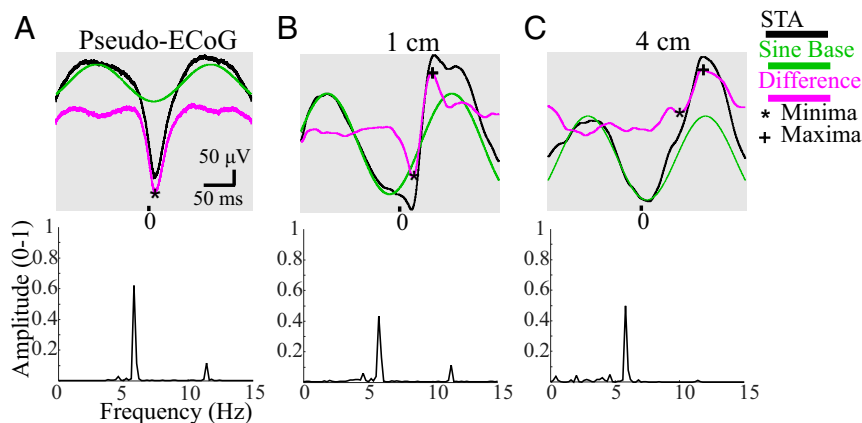 A
Pseudo-ECoG
B
1 cm
C
4 cm
STA
Sine Base
Difference
* Minima
+ Maxima
50 µV
50 ms
*
0
+
*
0
+
*
0
Amplitude (0-1)
1
0.8
0.6
0.4
0.2
0
5
10
15
Frequency (Hz)
1
0.8
0.6
0.4
0.2
0
5
10
15
1
0.8
0.6
0.4
0.2
0
5
10
15